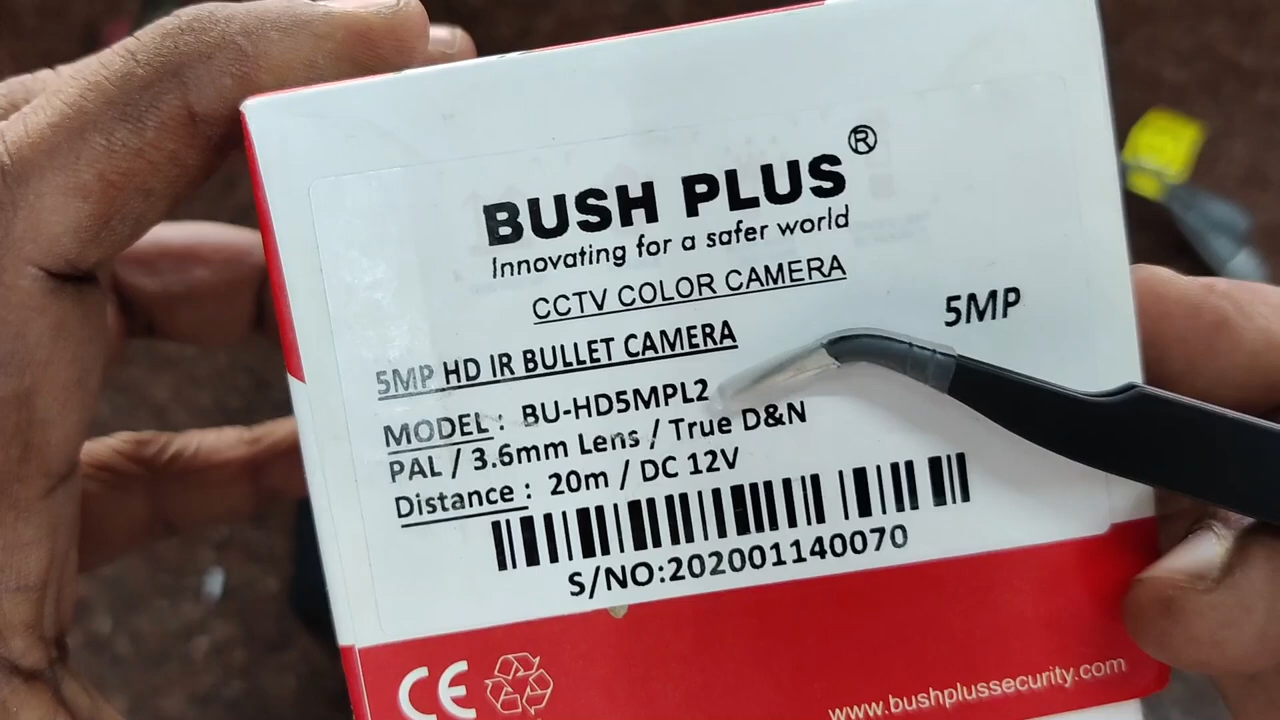 BUSH PLUS®
Innovating for a safer world
CCTV COLOR CAMERA
5MP
5MP HD IR BULLET CAMERA
MODEL : BU-HD5MPL2
PAL / 3.6mm Lens / True D&N
Distance : 20m / DC 12V
S/NO:202001140070
CE
www.bushplussecurity.com